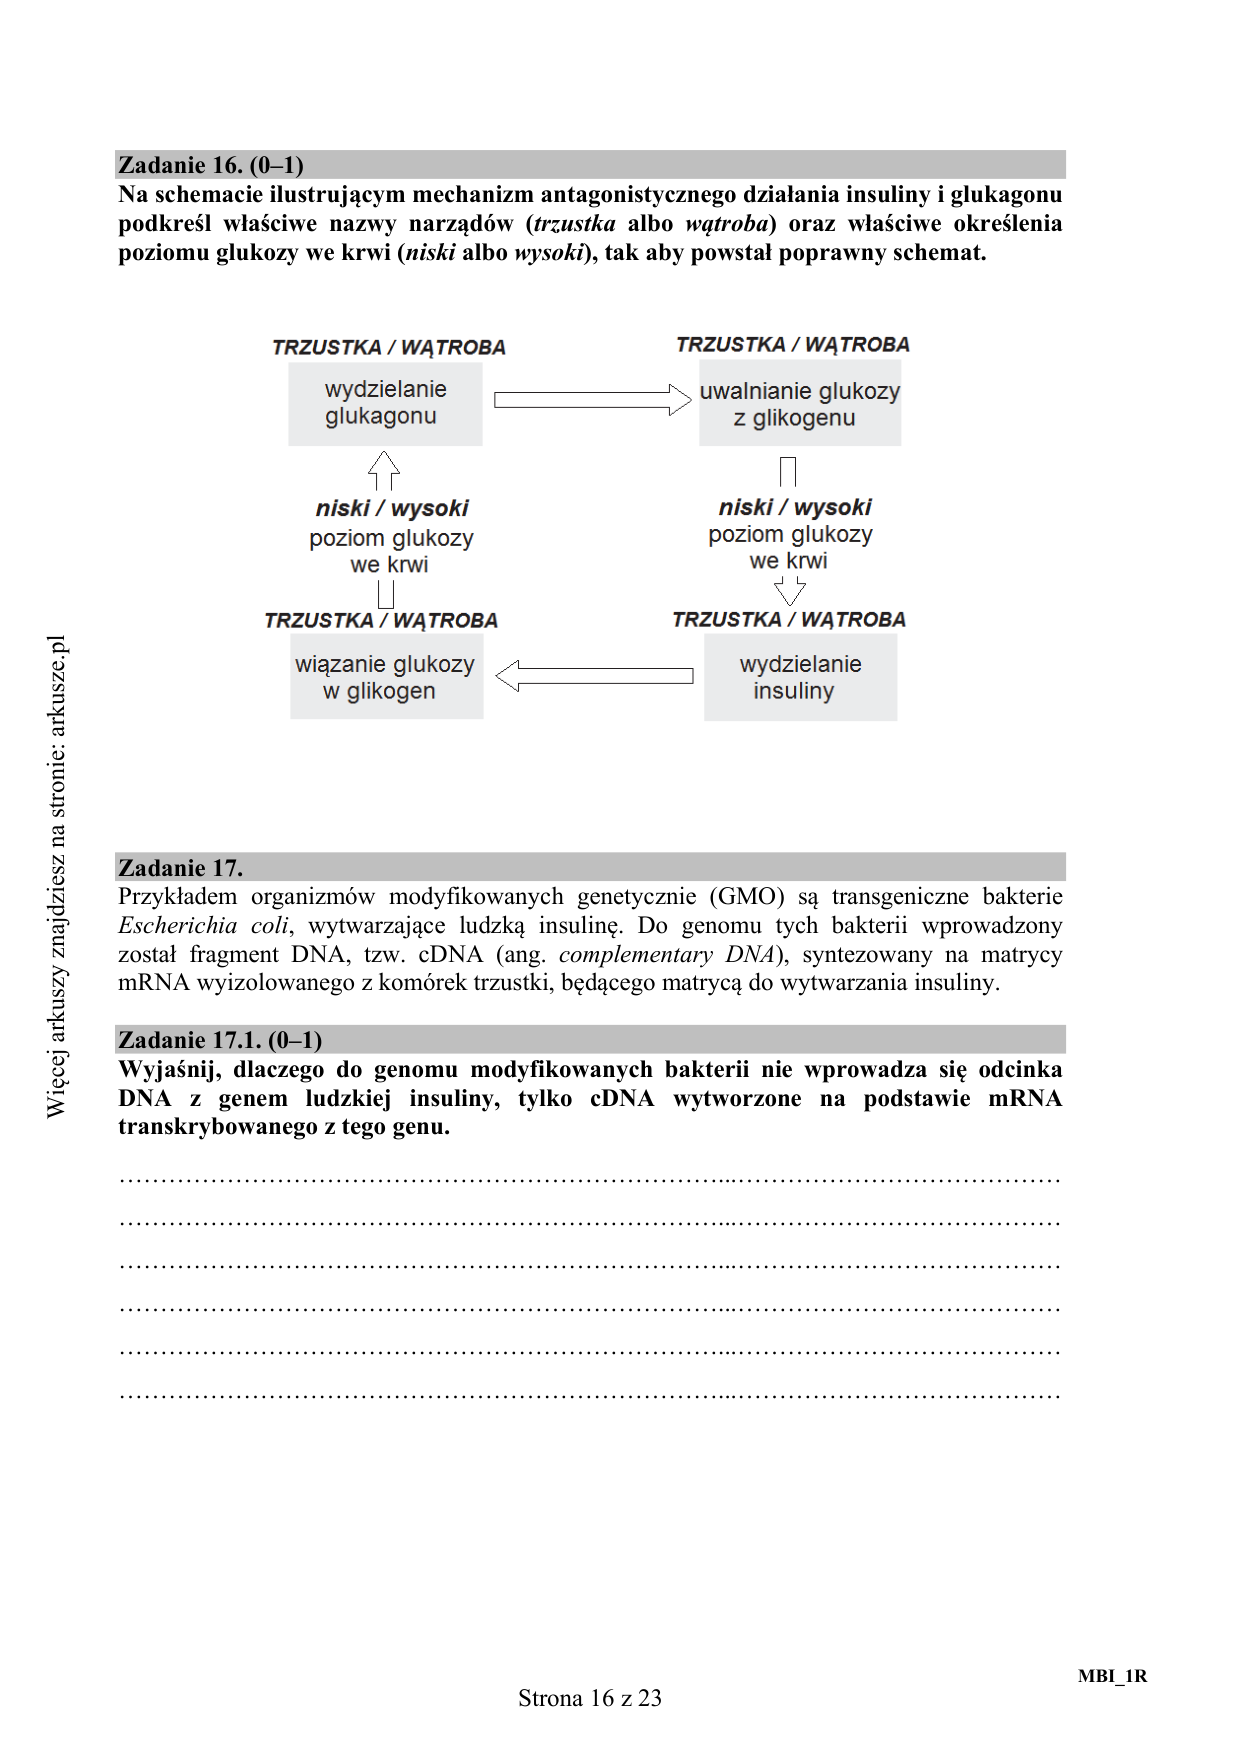 Zadanie 16. (0–1)
Na schemacie ilustrującym mechanizm antagonistycznego działania insuliny i glukagonu
podkreśl właściwe nazwy narządów (trzustka albo wątroba) oraz właściwe określenia
poziomu glukozy we krwi (niski albo wysoki), tak aby powstał poprawny schemat.
TRZUSTKA / WĄTROBA
wydzielanie
glukagonu
TRZUSTKA / WĄTROBA
uwalnianie glukozy
z glikogenu
niski / wysoki
poziom glukozy
we krwi
niski / wysoki
poziom glukozy
we krwi
TRZUSTKA / WĄTROBA
wiązanie glukozy
w glikogen
TRZUSTKA / WĄTROBA
wydzielanie
insuliny
Zadanie 17.
Przykładem organizmów modyfikowanych genetycznie (GMO) są transgeniczne bakterie
Escherichia coli, wytwarzające ludzką insulinę. Do genomu tych bakterii wprowadzony
został fragment DNA, tzw. cDNA (ang. complementary DNA), syntezowany na matrycy
mRNA wyizolowanego z komórek trzustki, będącego matrycą do wytwarzania insuliny.
Zadanie 17.1. (0–1)
Wyjaśnij, dlaczego do genomu modyfikowanych bakterii nie wprowadza się odcinka
DNA z genem ludzkiej insuliny, tylko cDNA wytworzone na podstawie mRNA
transkrybowanego z tego genu.
………………………………………………………………...…………………………………
………………………………………………………………...…………………………………
………………………………………………………………...…………………………………
………………………………………………………………...…………………………………
………………………………………………………………...…………………………………
………………………………………………………………...…………………………………
Więcej arkuszy znajdziesz na stronie: arkusze.pl
MBI_1R
Strona 16 z 23